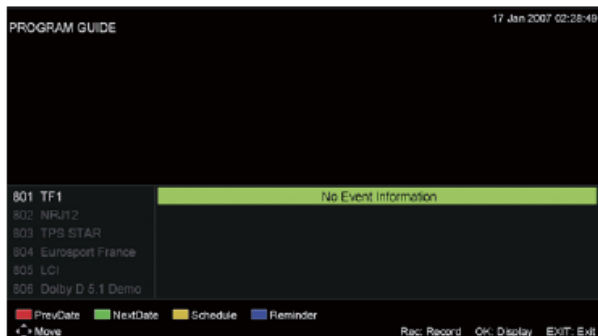 17 Jan 2007 02:28:49
PROGRAM GUIDE
801 TF1
No Event Information
802 NRJ12
803 TPS STAR
804 Eurosport France
805 LCI
806 Dolby D 5.1 Demo
PrevDate NextDate Schedule Reminder
Move Rec: Record OK: Display EXIT: Exit